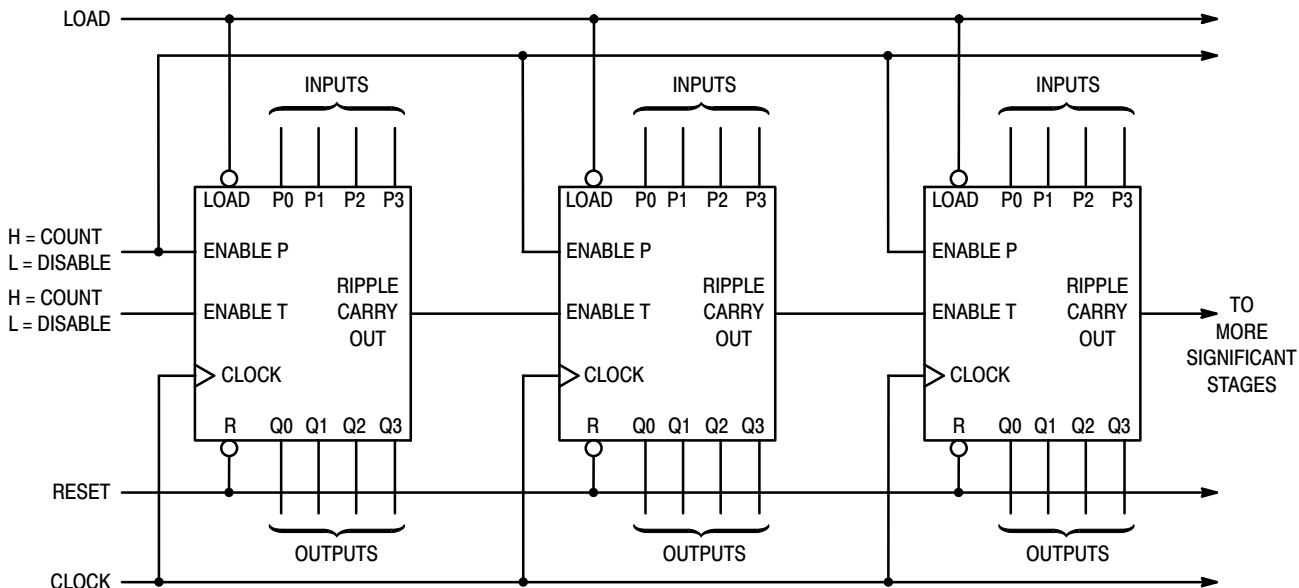 LOAD
INPUTS
INPUTS
INPUTS
LOAD P0 P1 P2 P3
LOAD P0 P1 P2 P3
LOAD P0 P1 P2 P3
H = COUNT
L = DISABLE
ENABLE P
ENABLE P
ENABLE P
H = COUNT
L = DISABLE
ENABLE T
RIPPLE
CARRY
OUT
ENABLE T
RIPPLE
CARRY
OUT
ENABLE T
RIPPLE
CARRY
OUT
TO
MORE
SIGNIFICANT
STAGES
CLOCK
CLOCK
CLOCK
R Q0 Q1 Q2 Q3
R Q0 Q1 Q2 Q3
R Q0 Q1 Q2 Q3
RESET
OUTPUTS
OUTPUTS
OUTPUTS
CLOCK